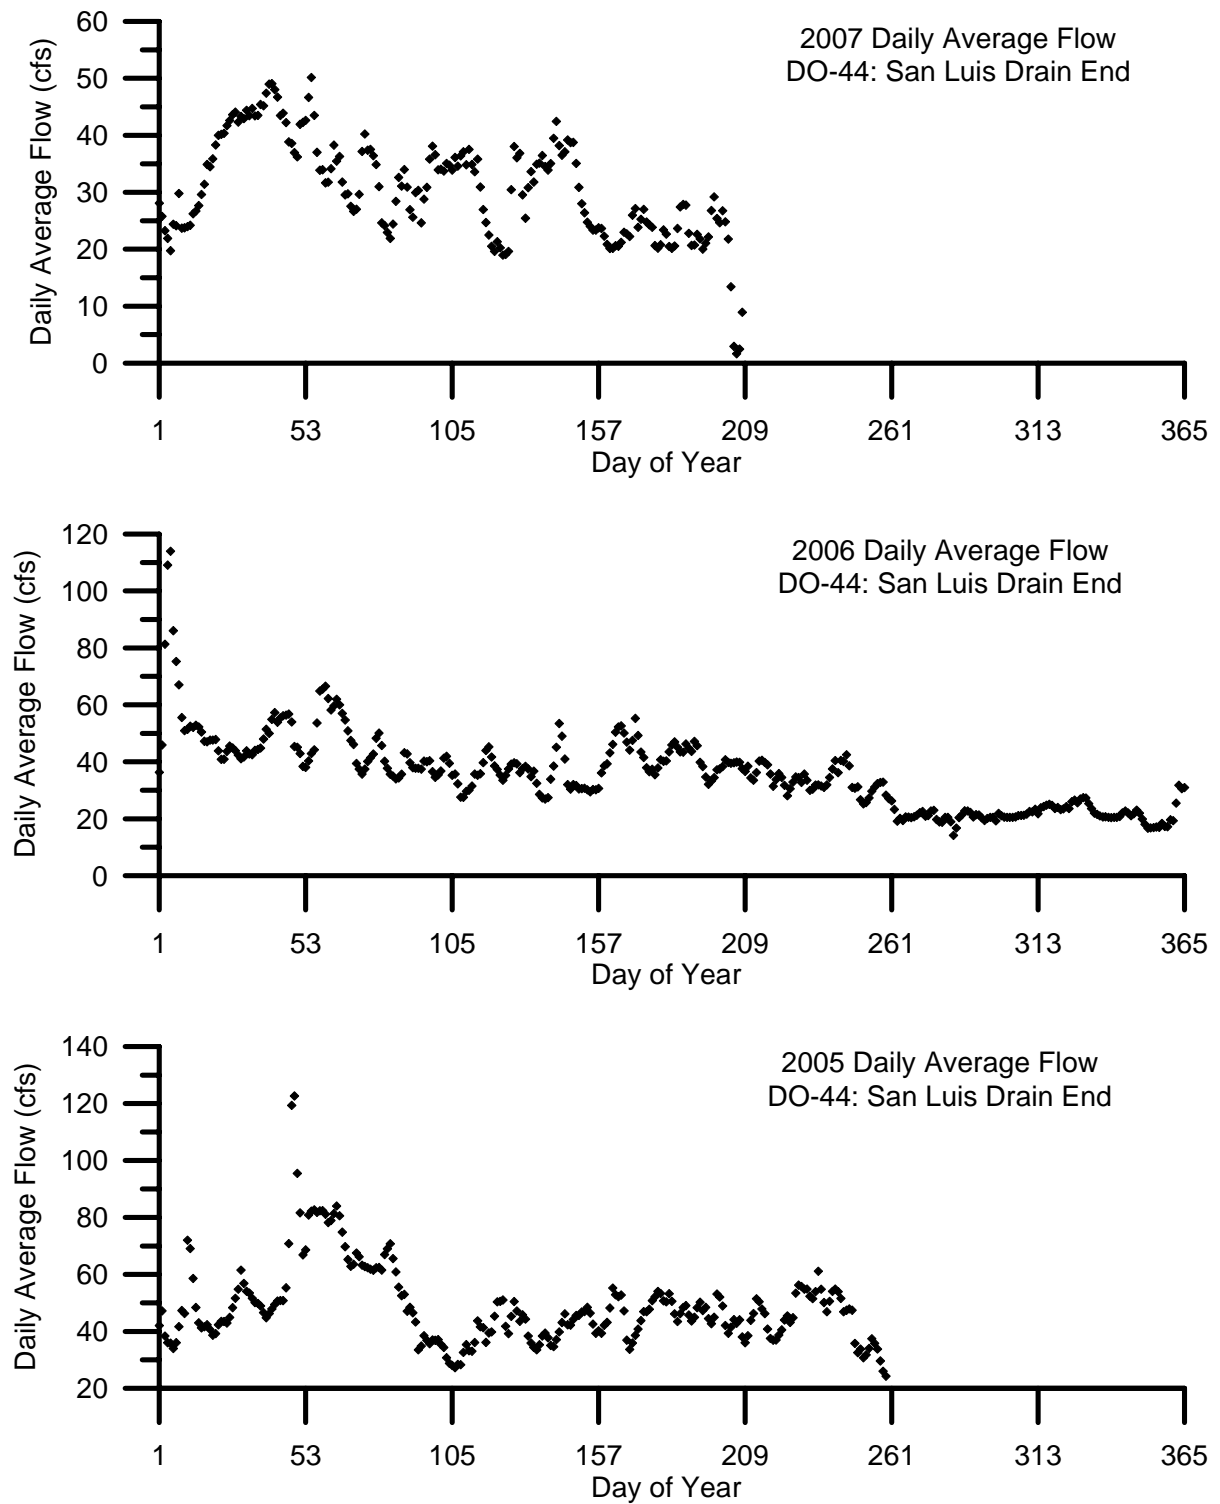 2007 Daily Average Flow
DO-44: San Luis Drain End
Daily Average Flow (cfs)
60
50
40
30
20
10
0
1 53 105 157 209 261 313 365
Day of Year
2006 Daily Average Flow
DO-44: San Luis Drain End
Daily Average Flow (cfs)
120
100
80
60
40
20
0
1 53 105 157 209 261 313 365
Day of Year
2005 Daily Average Flow
DO-44: San Luis Drain End
Daily Average Flow (cfs)
140
120
100
80
60
40
20
1 53 105 157 209 261 313 365
Day of Year